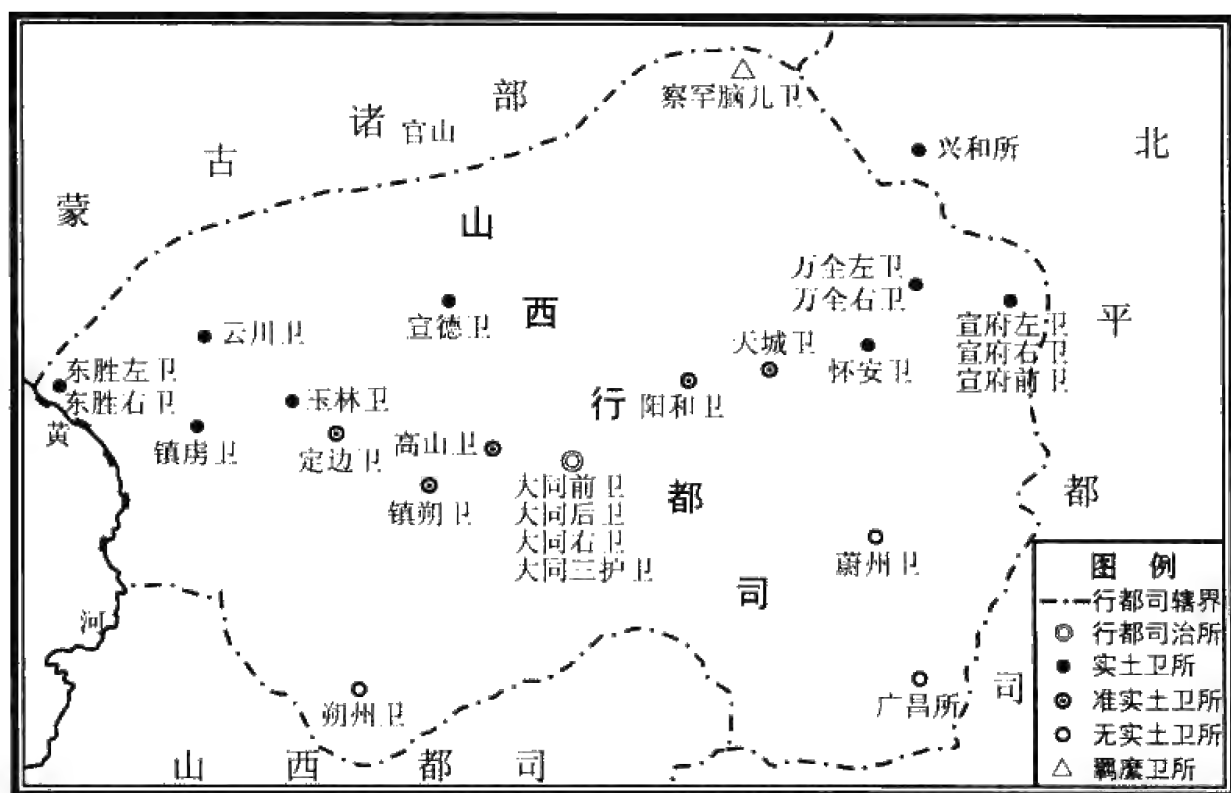 蒙古诸部
官山
察罕脑儿卫
兴和所
北平都司
山西行都司
万全左卫
万全右卫
宣府左卫
宣府右卫
宣府前卫
宣德卫
云川卫
天城卫
怀安卫
阳和卫
东胜左卫
东胜右卫
玉林卫
镇虏卫
定边卫
高山卫
镇朔卫
大同前卫
大同后卫
大同右卫
大同三护卫
蔚州卫
黄河
朔州卫
广昌所
山西都司
图例
行都司辖界
行都司治所
实土卫所
准实土卫所
无实土卫所
羁縻卫所